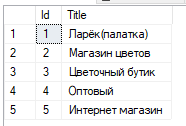 Id Title
1 1 Ларёк(палатка)
2 2 Магазин цветов
3 3 Цветочный бутик
4 4 Оптовый
5 5 Интернет магазин